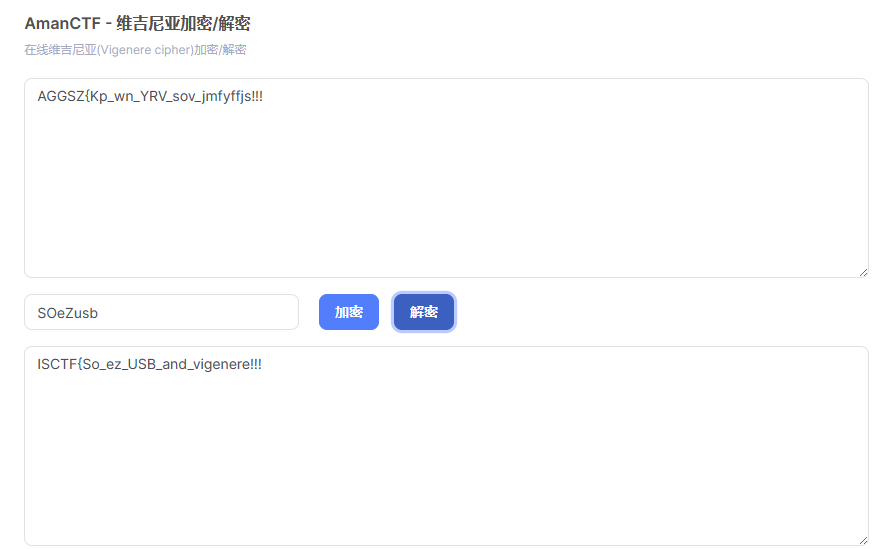 AmanCTF - 维吉尼亚加密/解密
在线维吉尼亚(Vigenere cipher)加密/解密
AGGSZ{Kp_wn_YRV_sov_jmfyffjs!!!
SOeZusb
加密
解密
ISCTF{So_ez_USB_and_vigenere!!!